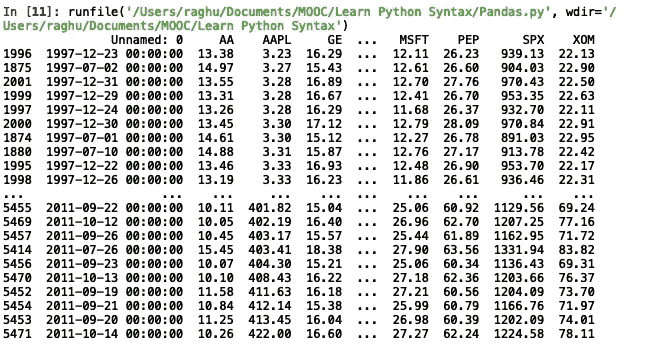 In [11]: runfile('/Users/raghu/Documents/MOOC/Learn Python Syntax/Pandas.py', wdir='/
Users/raghu/Documents/MOOC/Learn Python Syntax')
Unnamed: 0 AA AAPL GE ... MSFT PEP SPX XOM
1996 1997-12-23 00:00:00 13.38 3.23 16.29 ... 12.11 26.23 939.13 22.13
1875 1997-07-02 00:00:00 14.97 3.27 15.43 ... 12.61 26.60 904.03 22.90
2001 1997-12-31 00:00:00 13.55 3.28 16.89 ... 12.70 27.76 970.43 22.50
1999 1997-12-29 00:00:00 13.31 3.28 16.67 ... 12.41 26.70 953.35 22.63
1997 1997-12-24 00:00:00 13.26 3.28 16.29 ... 11.68 26.37 932.70 22.11
2000 1997-12-30 00:00:00 13.45 3.30 17.12 ... 12.79 28.09 970.84 22.91
1874 1997-07-01 00:00:00 14.61 3.30 15.12 ... 12.27 26.78 891.03 22.95
1880 1997-07-10 00:00:00 14.88 3.31 15.87 ... 12.76 27.17 913.78 22.42
1995 1997-12-22 00:00:00 13.46 3.33 16.93 ... 12.48 26.90 953.70 22.17
1998 1997-12-26 00:00:00 13.19 3.33 16.23 ... 11.86 26.61 936.46 22.31
... ... ... ... ... ... ... ... ... ...
5455 2011-09-22 00:00:00 10.11 401.82 15.04 ... 25.06 60.92 1129.56 69.24
5469 2011-10-12 00:00:00 10.05 402.19 16.40 ... 26.96 62.70 1207.25 77.16
5457 2011-09-26 00:00:00 10.45 403.17 15.57 ... 25.44 61.89 1162.95 71.72
5414 2011-07-26 00:00:00 15.45 403.41 18.38 ... 27.90 63.56 1331.94 83.82
5456 2011-09-23 00:00:00 10.07 404.30 15.21 ... 25.06 60.34 1136.43 69.31
5470 2011-10-13 00:00:00 10.10 408.43 16.22 ... 27.18 62.36 1203.66 76.37
5452 2011-09-19 00:00:00 11.58 411.63 16.18 ... 27.21 60.56 1204.09 73.70
5454 2011-09-21 00:00:00 10.84 412.14 15.38 ... 25.99 60.79 1166.76 71.97
5453 2011-09-20 00:00:00 11.25 413.45 16.04 ... 26.98 60.39 1202.09 74.01
5471 2011-10-14 00:00:00 10.26 422.00 16.60 ... 27.27 62.24 1224.58 78.11